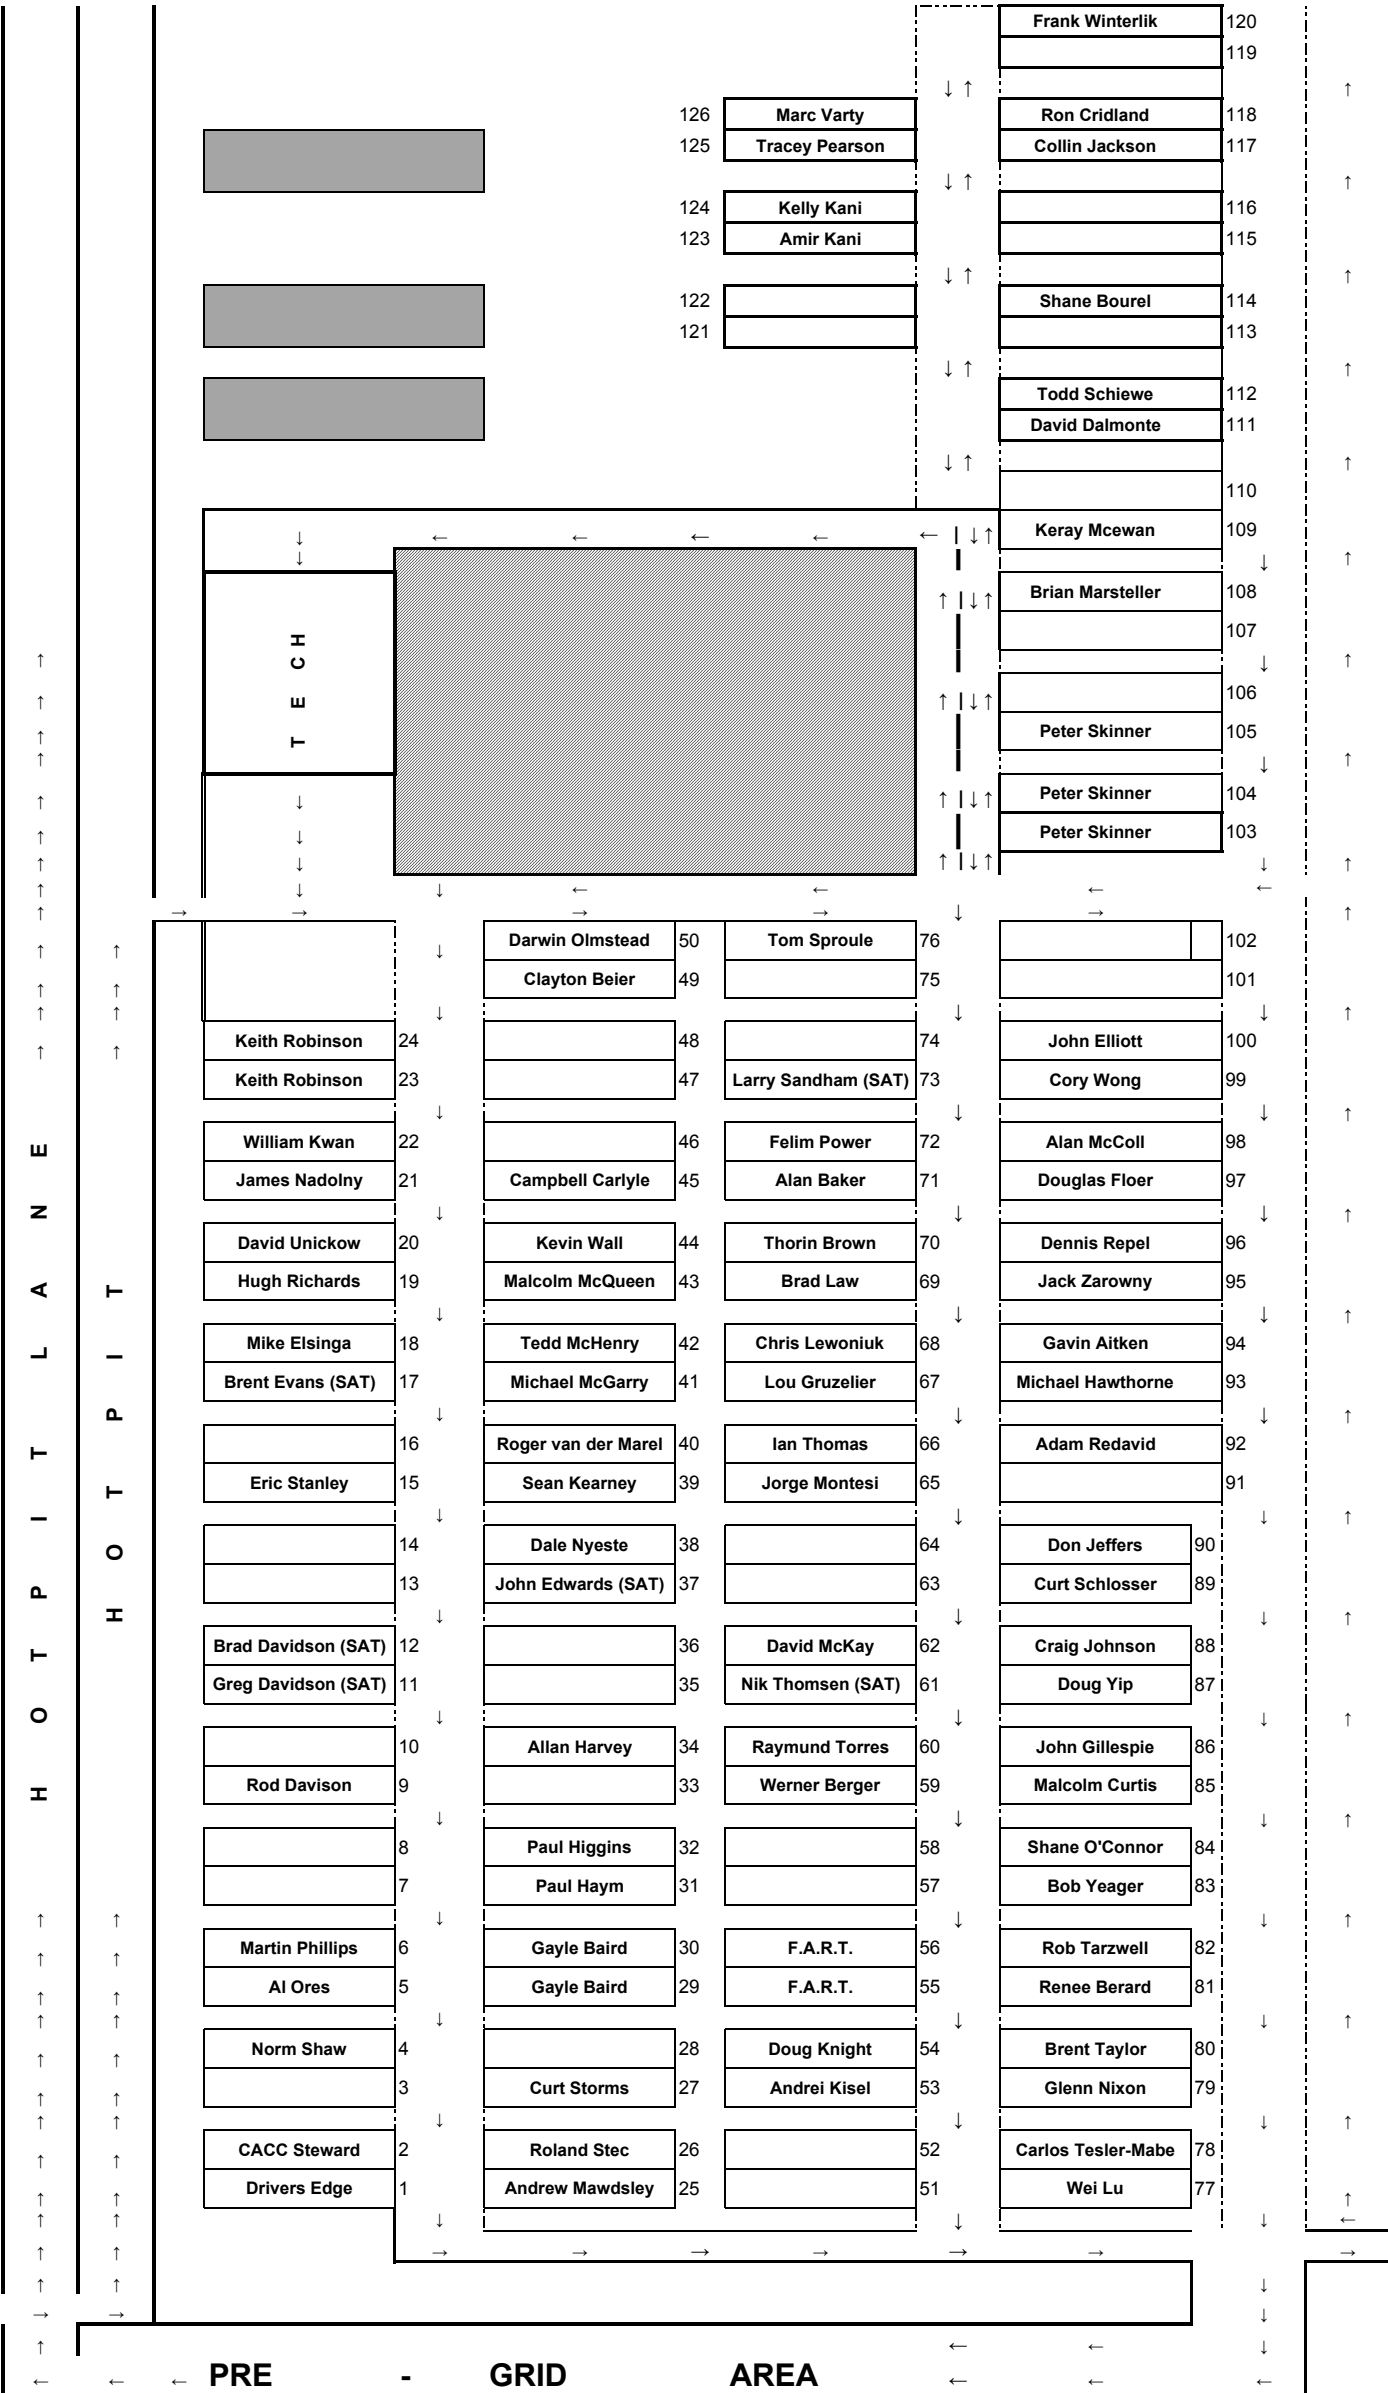 Frank Winterlik 120
119
↓ ↑ ↑
126 Marc Varty Ron Cridland 118
125 Tracey Pearson Collin Jackson 117
↓ ↑ ↑
124 Kelly Kani 116
123 Amir Kani 115
↓ ↑ ↑
122 Shane Bourel 114
121 113
↓ ↑ ↑
Todd Schiewe 112
David Dalmonte 111
↓ ↑ ↑
110
Keray Mcewan 109
Brian Marsteller 108
107
106
Peter Skinner 105
Peter Skinner 104
Peter Skinner 103
TECH
Darwin Olmstead 50 Tom Sproule 76 102
Clayton Beier 49 75 101
Keith Robinson 24 48 74 John Elliott 100
Keith Robinson 23 47 Larry Sandham (SAT) 73 Cory Wong 99
William Kwan 22 46 Felim Power 72 Alan McColl 98
James Nadolny 21 Campbell Carlyle 45 Alan Baker 71 Douglas Floer 97
David Unickow 20 Kevin Wall 44 Thorin Brown 70 Dennis Repel 96
Hugh Richards 19 Malcolm McQueen 43 Brad Law 69 Jack Zarowny 95
Mike Elsinga 18 Tedd McHenry 42 Chris Lewoniuk 68 Gavin Aitken 94
Brent Evans (SAT) 17 Michael McGarry 41 Lou Gruzelier 67 Michael Hawthorne 93
16 Roger van der Marel 40 Ian Thomas 66 Adam Redavid 92
Eric Stanley 15 Sean Kearney 39 Jorge Montesi 65 91
14 Dale Nyeste 38 64 Don Jeffers 90
13 John Edwards (SAT) 37 63 Curt Schlosser 89
Brad Davidson (SAT) 12 36 David McKay 62 Craig Johnson 88
Greg Davidson (SAT) 11 35 Nik Thomsen (SAT) 61 Doug Yip 87
10 Allan Harvey 34 Raymund Torres 60 John Gillespie 86
Rod Davison 9 33 Werner Berger 59 Malcolm Curtis 85
8 Paul Higgins 32 58 Shane O'Connor 84
7 Paul Haym 31 57 Bob Yeager 83
Martin Phillips 6 Gayle Baird 30 F.A.R.T. 56 Rob Tarzwell 82
Al Ores 5 Gayle Baird 29 F.A.R.T. 55 Renee Berard 81
Norm Shaw 4 28 Doug Knight 54 Brent Taylor 80
3 Curt Storms 27 Andrei Kisel 53 Glenn Nixon 79
CACC Steward 2 Roland Stec 26 52 Carlos Tesler-Mabe 78
Drivers Edge 1 Andrew Mawdsley 25 51 Wei Lu 77
HOT PIT LANE
HOT PIT
PRE - GRID AREA